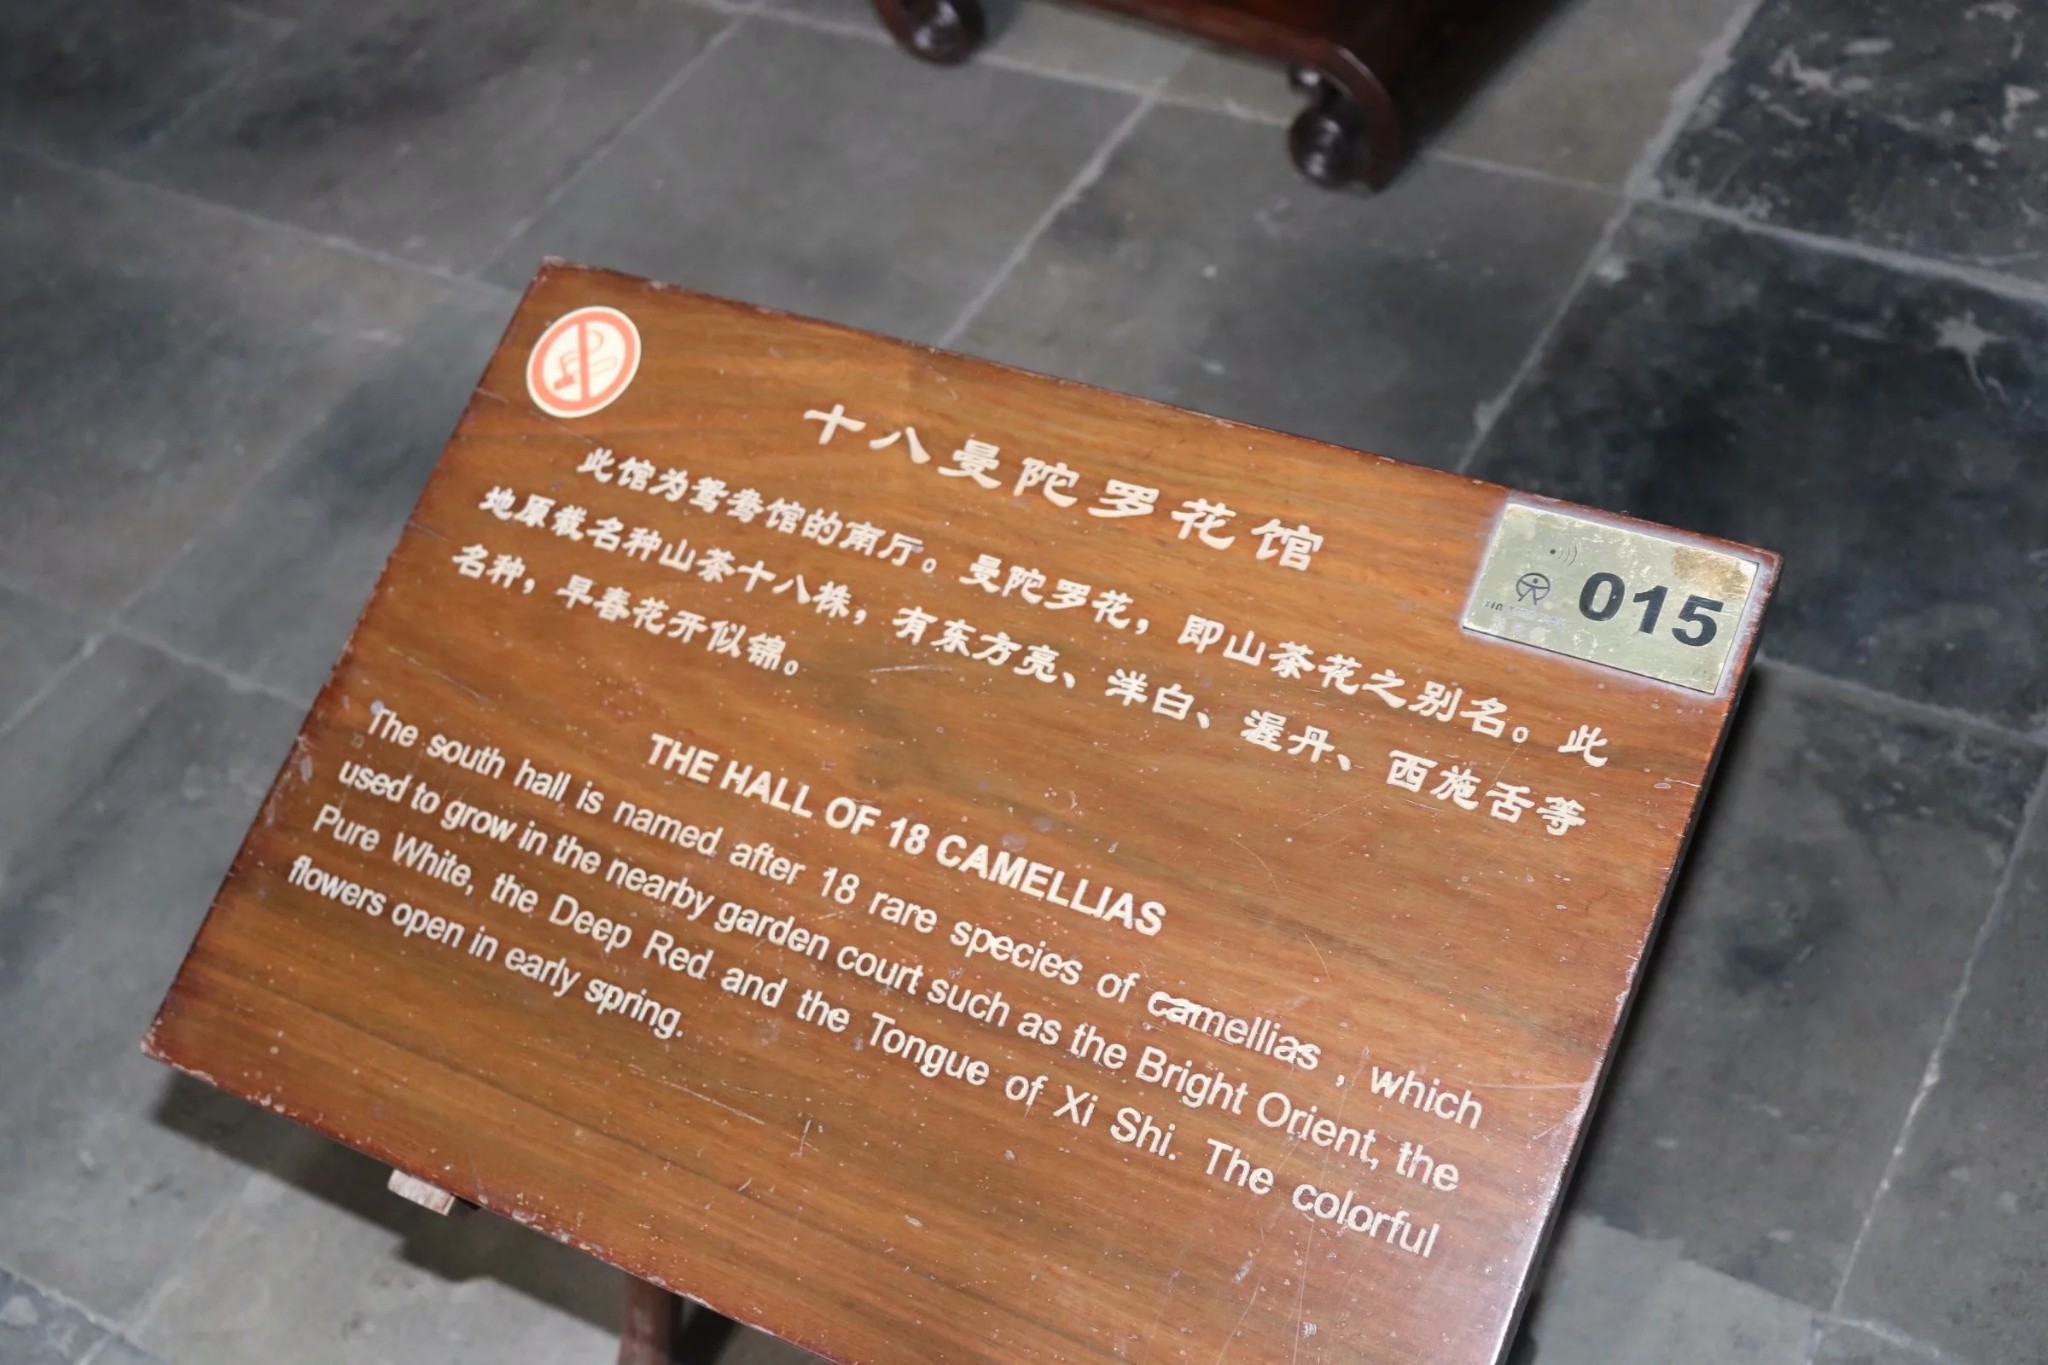 十八曼陀罗花馆
此馆为鸳鸯馆的南厅。曼陀罗花，即山茶花之别名。此
地原栽名种山茶十八株，有东方亮、洋白、渥丹、西施舌等
名种，早春花开似锦。
015
THE HALL OF 18 CAMELLIAS
The south hall is named after 18 rare species of camellias , which
used to grow in the nearby garden court such as the Bright Orient, the
Pure White, the Deep Red and the Tongue of Xi Shi. The colorful
flowers open in early spring.